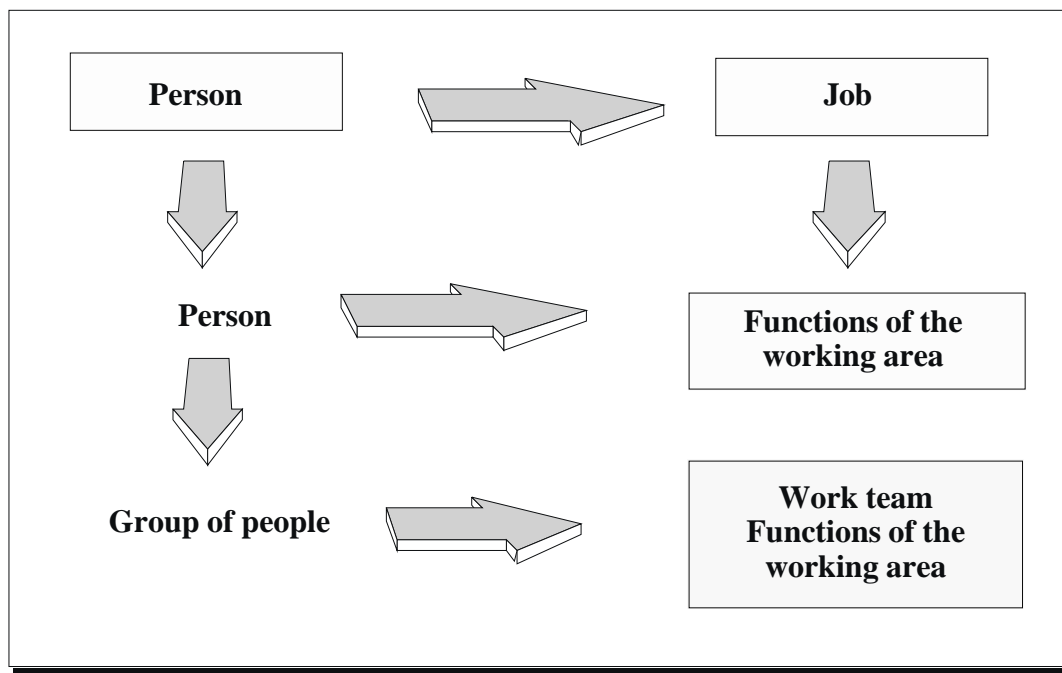 Person
Job
Person
Functions of the
working area
Group of people
Work team
Functions of the
working area